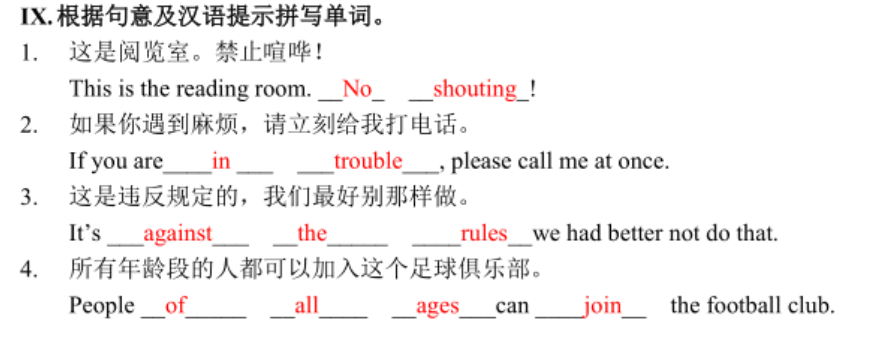 IX.根据句意及汉语提示拼写单词。
1. 这是阅览室。禁止喧哗！
This is the reading room. __No_ __shouting_!
2. 如果你遇到麻烦，请立刻给我打电话。
If you are____in ___ ___trouble___, please call me at once.
3. 这是违反规定的，我们最好别那样做。
It's ___against___ __the_____ ____rules__we had better not do that.
4. 所有年龄段的人都可以加入这个足球俱乐部。
People __of_____ __all____ __ages___can ____join__ the football club.